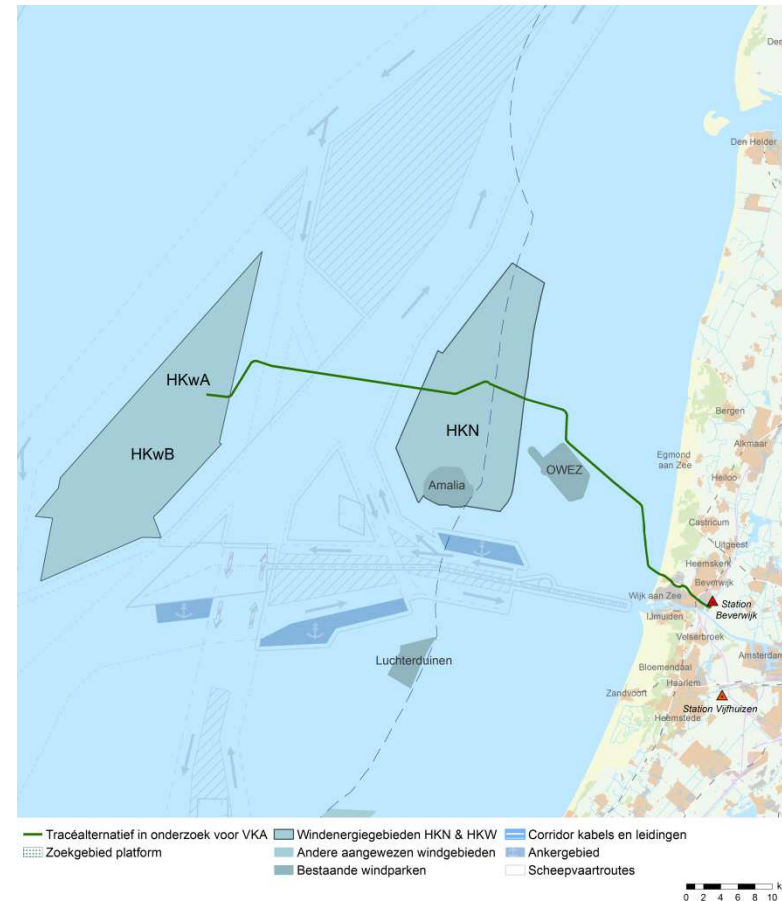 Den Helder
HKwA
HKwB
HKN
Amalia
OWEZ
Bergen
Alkmaar
Egmond
aan Zee
Heiloo
Castricum
Uitgeest
Heemskerk
Beverwijk
Wijk aan Zee
Station
Beverwijk
IJmuiden
Velserbroek
Luchterduinen
Bloemendaal
Amsterdam
Haarlem
Zandvoort
Station Vijfhuizen
Heemstede
Tracéalternatief in onderzoek voor VKA
Windenergiegebieden HKN & HKW
Corridor kabels en leidingen
Zoekgebied platform
Andere aangewezen windgebieden
Ankergebied
Bestaande windparken
Scheepvaartroutes
0 2 4 6 8 10